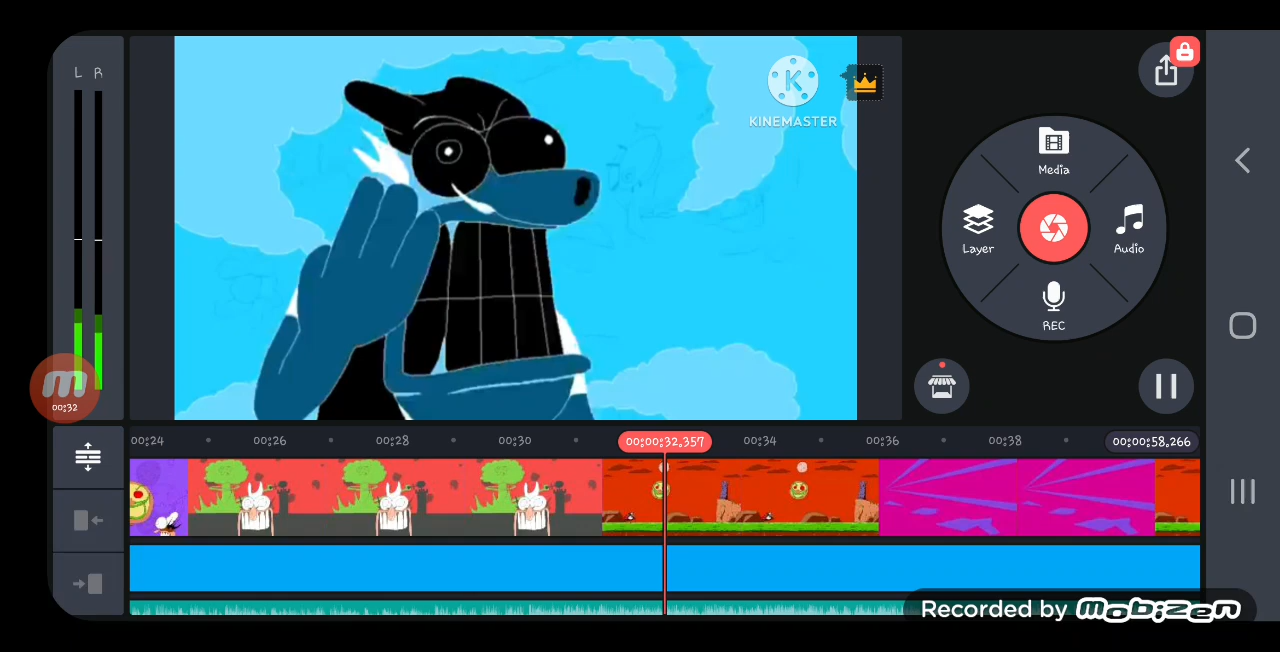 L R
K
KINEMASTER
Media
Layer
Audio
REC
M
00:32
00:24
00:26
00:28
00:30
00:00:32.357
00:34
00:36
00:38
00:00:58.266
Recorded by MOBIZEN